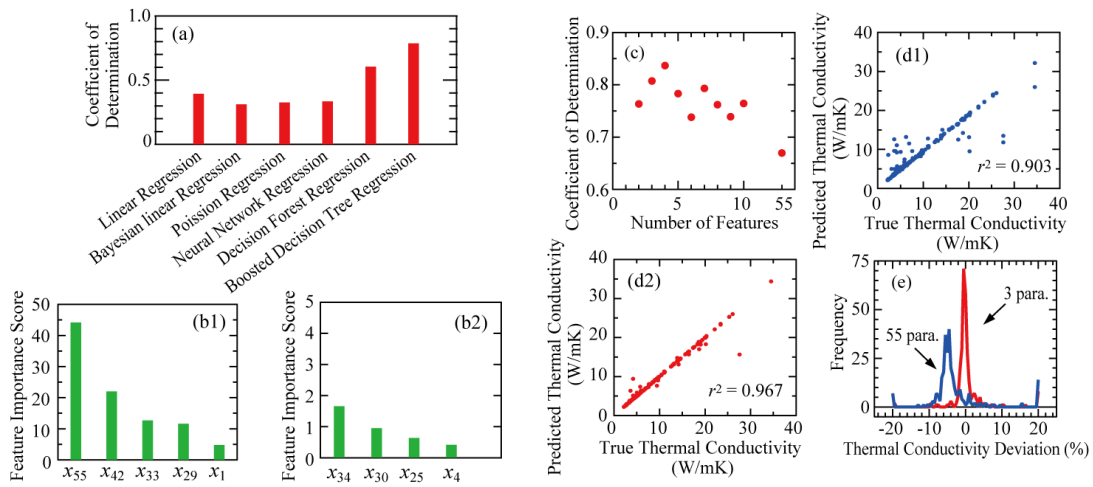 (a)
Coefficient of
Determination
1.0
0.5
0
Linear Regression
Bayesian linear Regression
Poission Regression
Neural Network Regression
Decision Forest Regression
Boosted Decision Tree Regression
(b1)
Feature Importance Score
50
40
30
20
10
0
x55
x42
x33
x29
x1
(b2)
Feature Importance Score
5
4
3
2
1
0
x34
x30
x25
x4
(c)
Coefficient of Determination
0.9
0.8
0.7
0.6
5
10
55
Number of Features
(d1)
Predicted Thermal Conductivity
(W/mK)
40
30
20
10
0
r2 = 0.903
0
10
20
30
40
True Thermal Conductivity
(W/mK)
(d2)
Predicted Thermal Conductivity
(W/mK)
40
30
20
10
0
r2 = 0.967
0
10
20
30
40
True Thermal Conductivity
(W/mK)
(e)
Frequency
75
50
25
0
3 para.
55 para.
-20
-10
0
10
20
Thermal Conductivity Deviation (%)